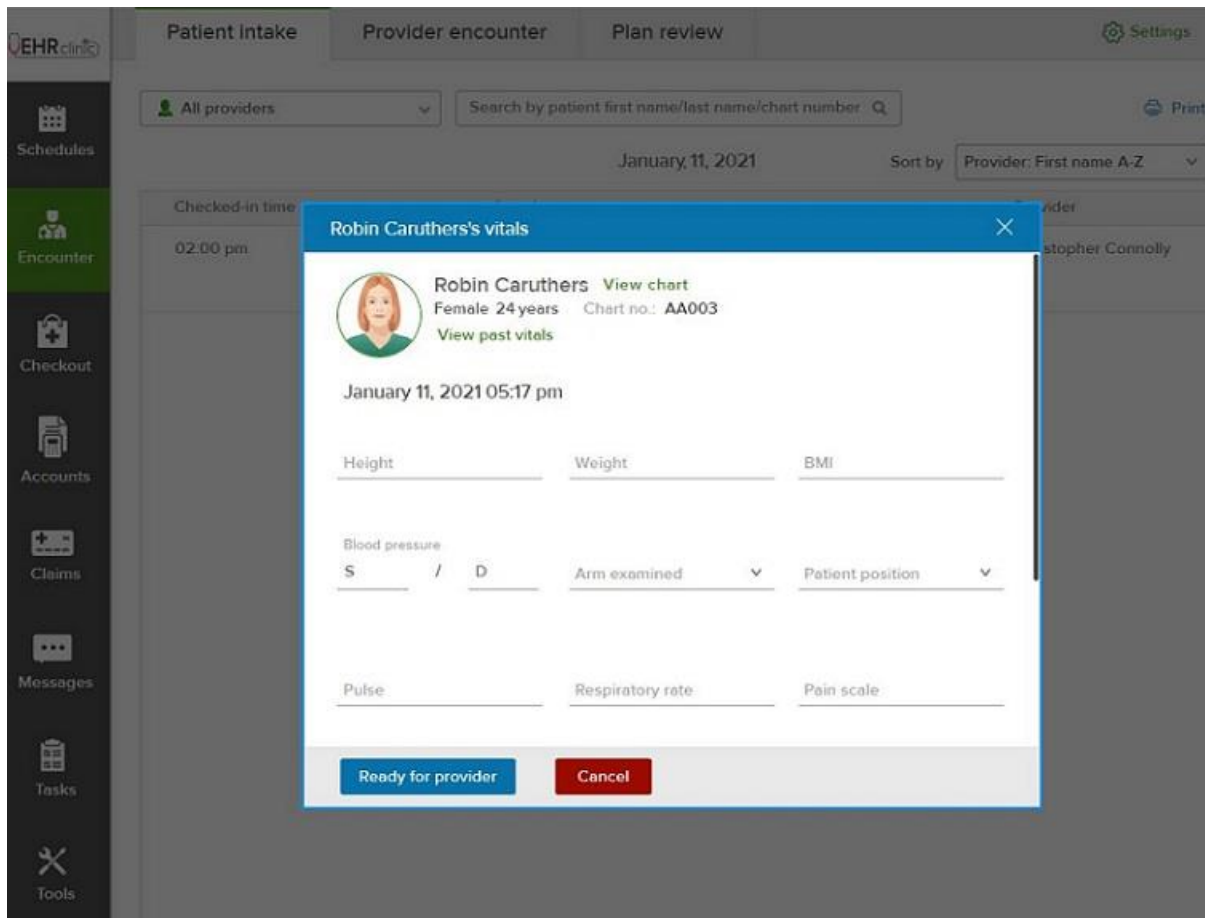 EHRclinic
Patient intake Provider encounter Plan review Settings
All providers Search by patient first name/last name/chart number Print
Schedules
January, 11, 2021 Sort by Provider: First name A-Z
Checked-in time
02:00 pm stopher Connolly
Encounter
Checkout
Accounts
Claims
Messages
Tasks
Tools
Robin Caruthers's vitals
Robin Caruthers View chart
Female 24 years Chart no.: AA003
View past vitals
January 11, 2021 05:17 pm
Height Weight BMI
Blood pressure
S / D Arm examined Patient position
Pulse Respiratory rate Pain scale
Ready for provider Cancel